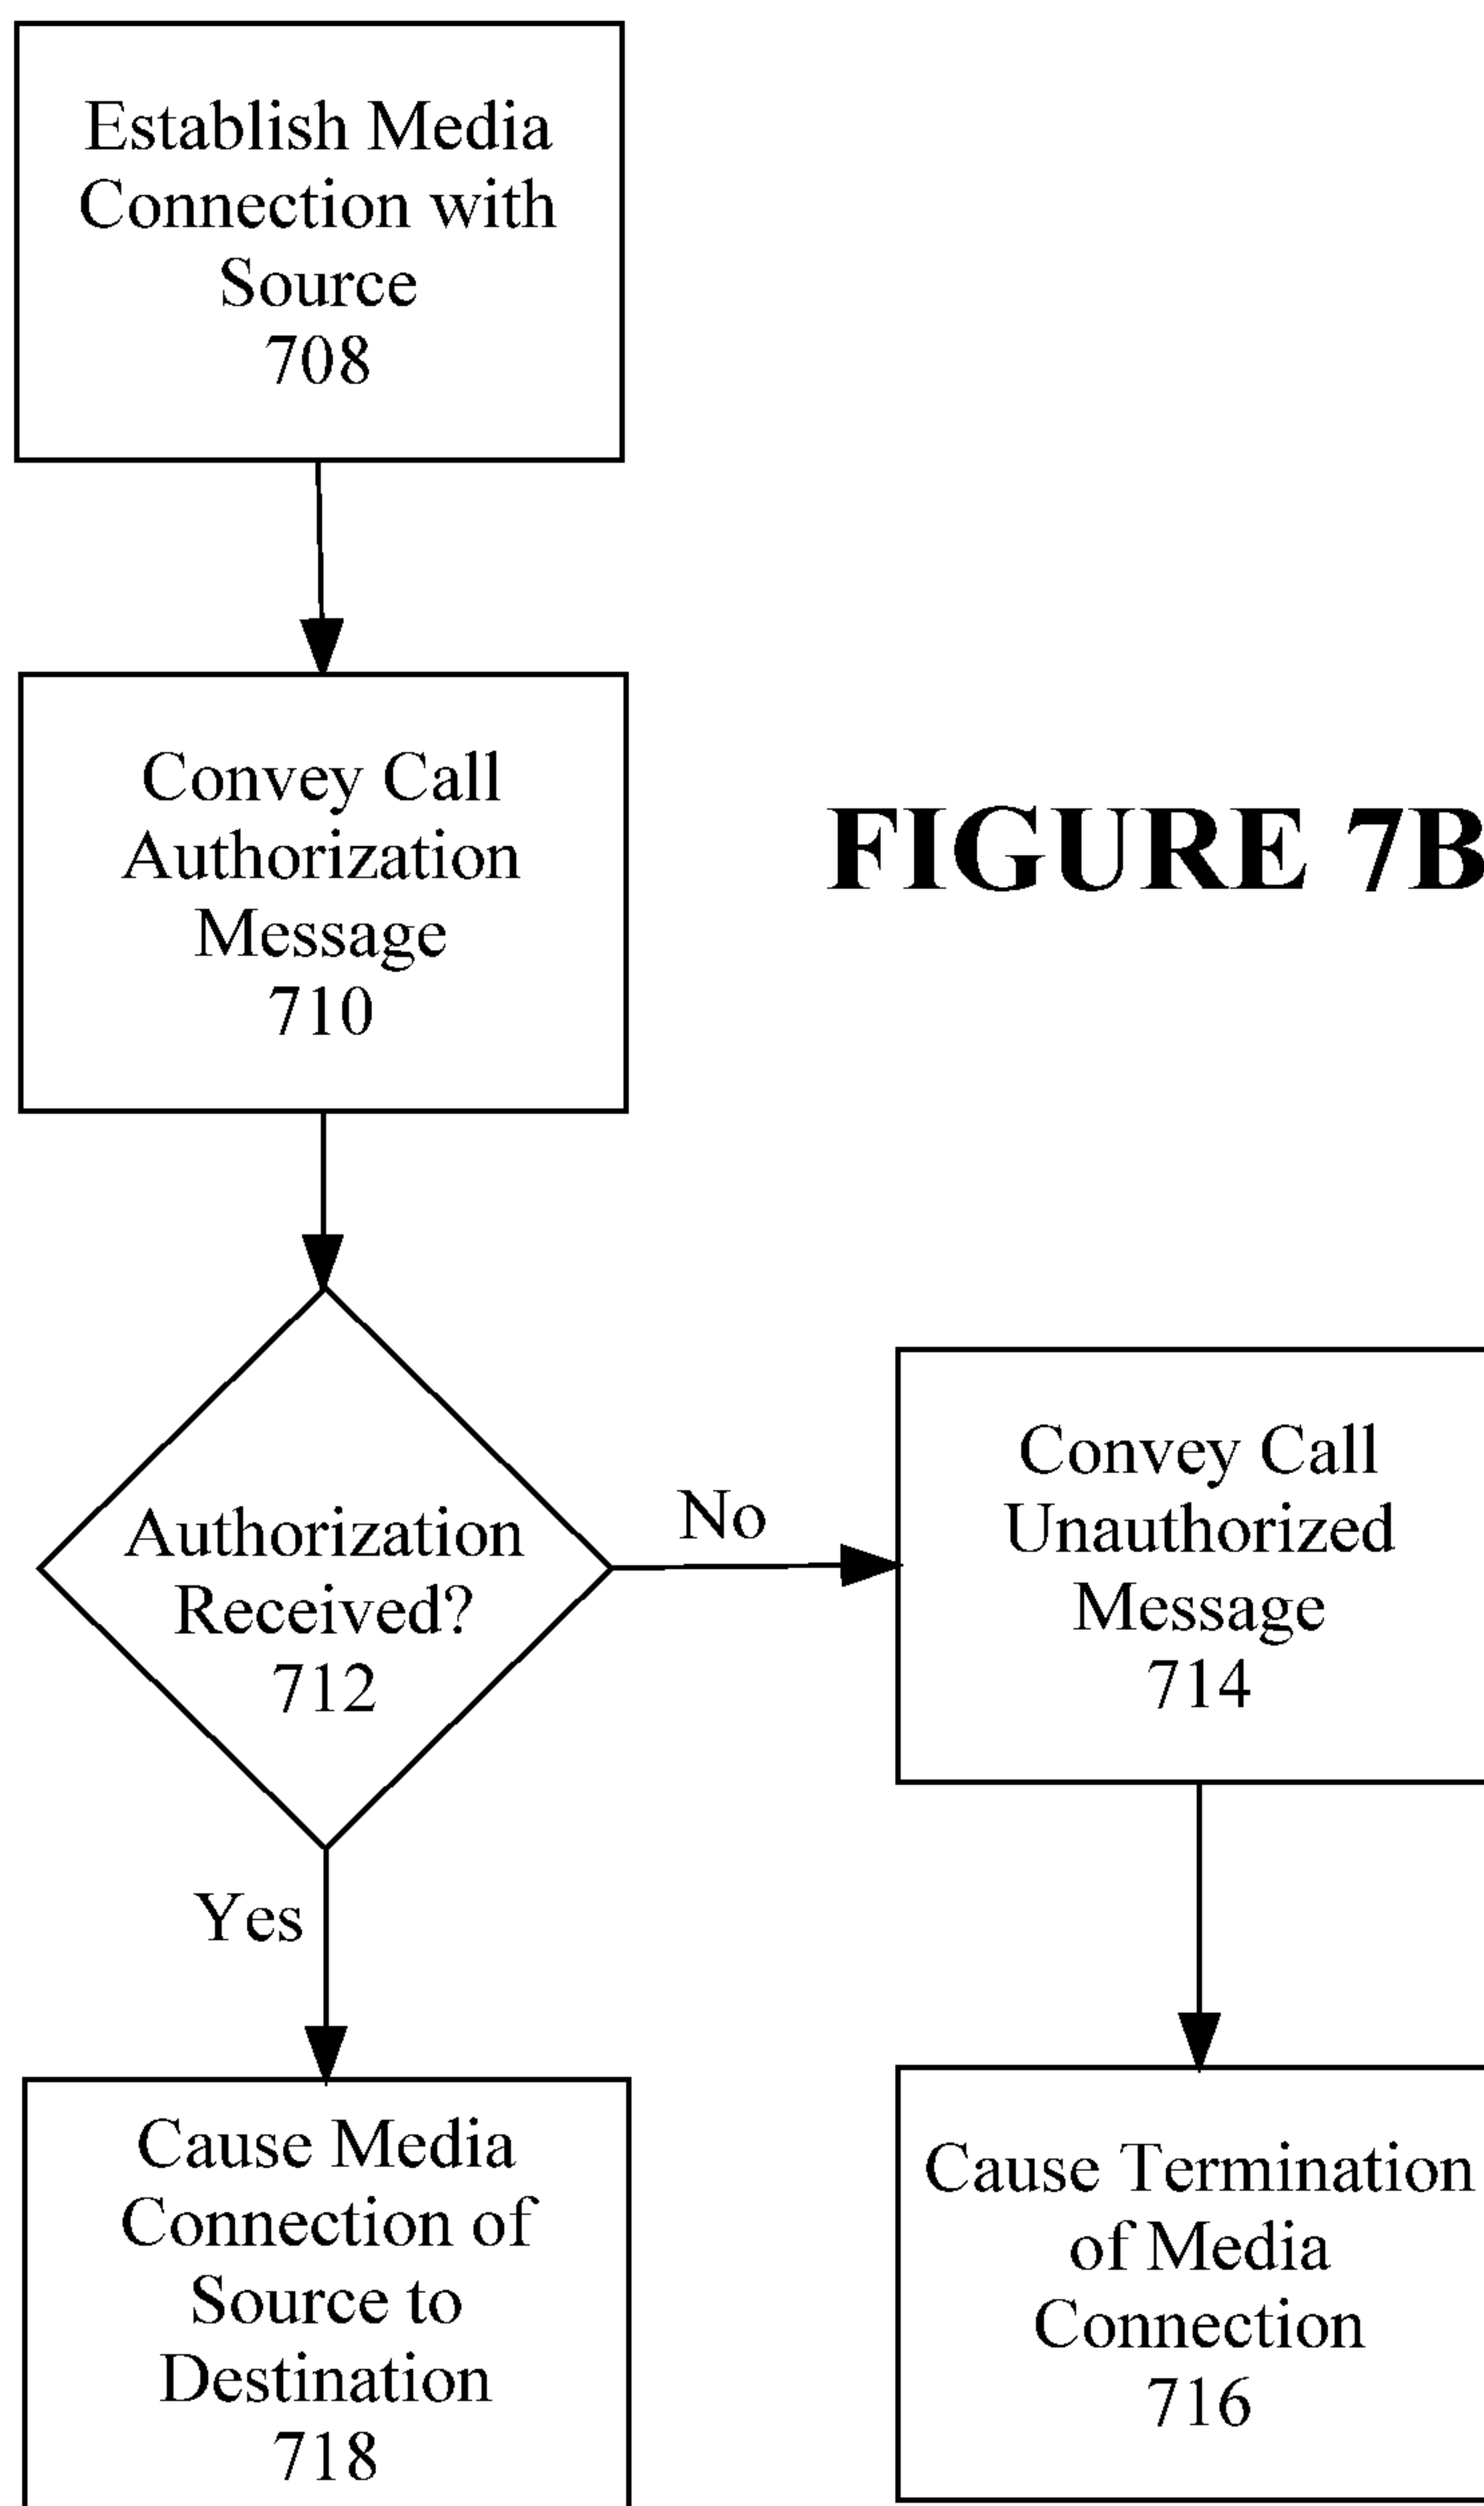 Establish Media
Connection with
Source
708
Convey Call
Authorization
Message
710
FIGURE 7B
Authorization
Received?
712
No
Convey Call
Unauthorized
Message
714
Yes
Cause Media
Connection of
Source to
Destination
718
Cause Termination
of Media
Connection
716